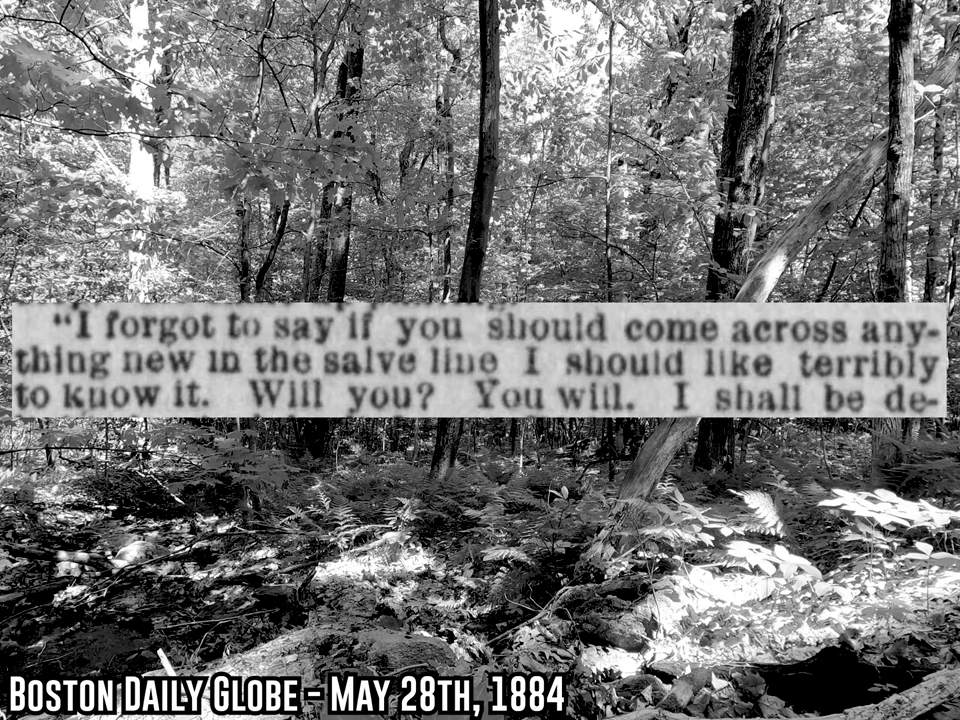 "I forgot to say if you should come across any-
thing new in the salve line I should like terribly
to know it. Will you? You will. I shall be de-
BOSTON DAILY GLOBE - MAY 28TH, 1884